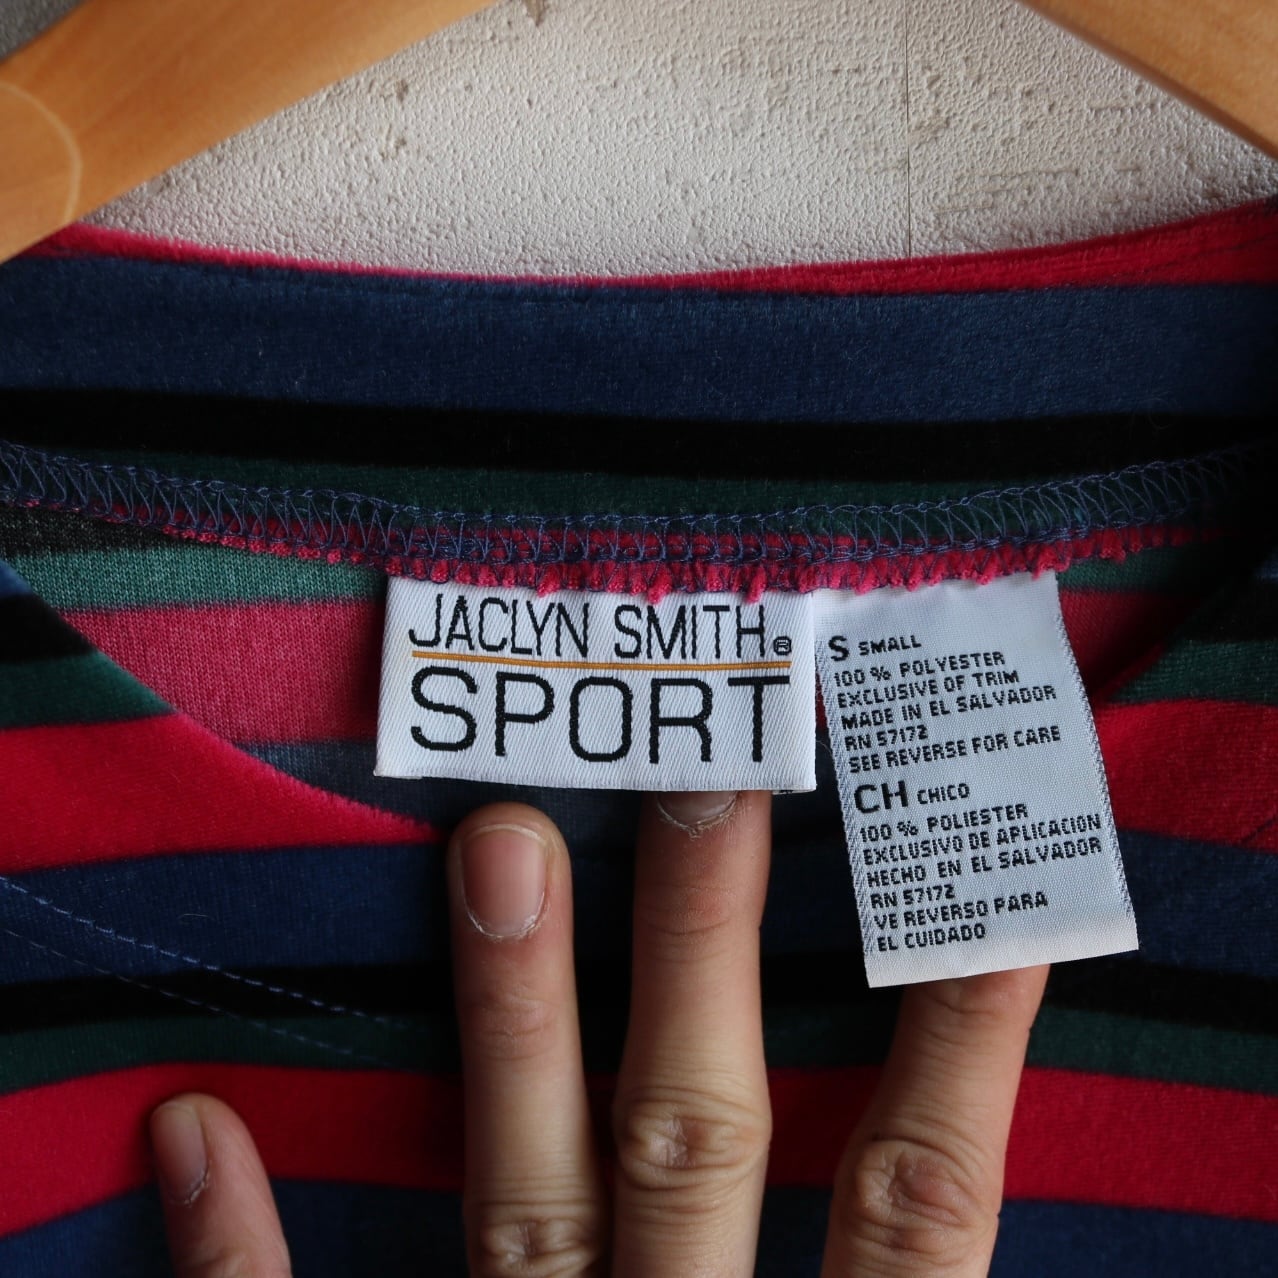 JACLYN SMITH®
SPORT
S SMALL
100 % POLYESTER
EXCLUSIVE OF TRIM
MADE IN EL SALVADOR
RN 57172
SEE REVERSE FOR CARE
CH CHICO
100 % POLIESTER
EXCLUSIVO DE APLICACION
HECHO EN EL SALVADOR
RN 57172
VE REVERSO PARA
EL CUIDADO